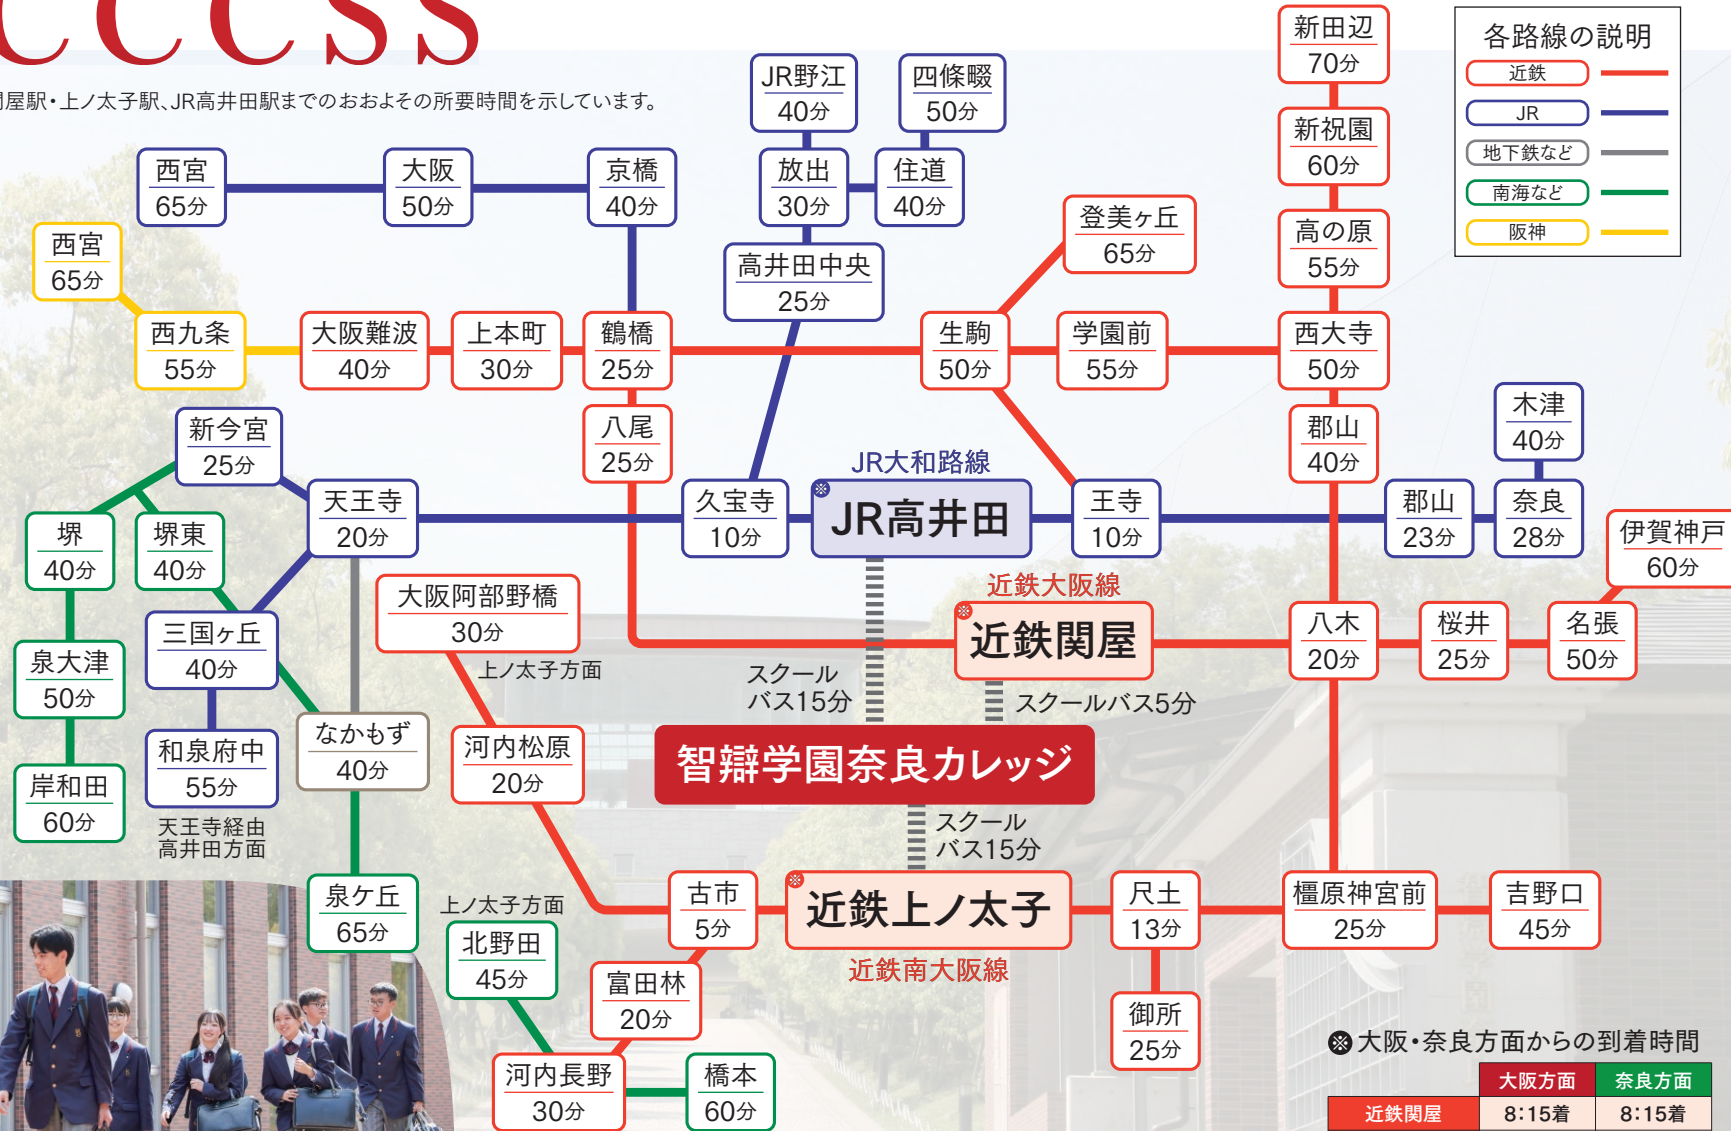 関屋駅・上ノ太子駅、JR高井田駅までのおおよその所要時間を示しています。
各路線の説明
近鉄
JR
地下鉄など
南海など
阪神
新田辺
70分
新祝園
60分
高の原
55分
JR野江
40分
四條畷
50分
西宮
65分
大阪
50分
京橋
40分
放出
30分
住道
40分
登美ヶ丘
65分
高井田中央
25分
西宮
65分
西九条
55分
大阪難波
40分
上本町
30分
鶴橋
25分
生駒
50分
学園前
55分
西大寺
50分
八尾
25分
郡山
40分
木津
40分
新今宮
25分
天王寺
20分
久宝寺
10分
JR大和路線
※
JR高井田
王寺
10分
郡山
23分
奈良
28分
伊賀神戸
60分
堺
40分
堺東
40分
大阪阿部野橋
30分
上ノ太子方面
近鉄大阪線
※
近鉄関屋
八木
20分
桜井
25分
名張
50分
三国ヶ丘
40分
泉大津
50分
スクール
バス15分
スクールバス5分
なかもず
40分
河内松原
20分
智辯学園奈良カレッジ
和泉府中
55分
天王寺経由
高井田方面
岸和田
60分
スクール
バス15分
泉ケ丘
65分
古市
5分
※
近鉄上ノ太子
近鉄南大阪線
尺土
13分
橿原神宮前
25分
吉野口
45分
上ノ太子方面
北野田
45分
富田林
20分
御所
25分
河内長野
30分
橋本
60分
※大阪・奈良方面からの到着時間
大阪方面 奈良方面
近鉄関屋 8:15着 8:15着